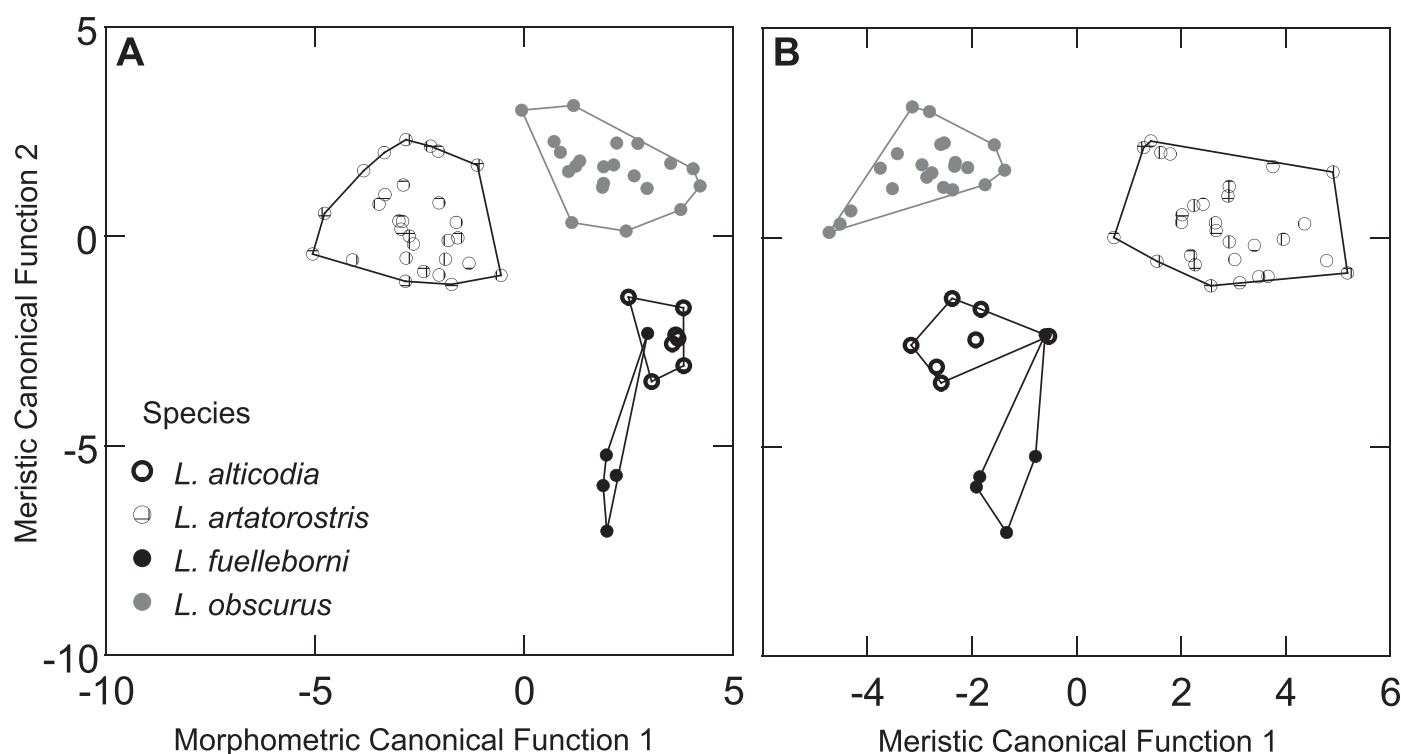 A
B
5
0
-5
-10
Meristic Canonical Function 2
Species
L. alticodia
L. artatorostris
L. fuelleborni
L. obscurus
-10 -5 0 5
-4 -2 0 2 4 6
Morphometric Canonical Function 1
Meristic Canonical Function 1